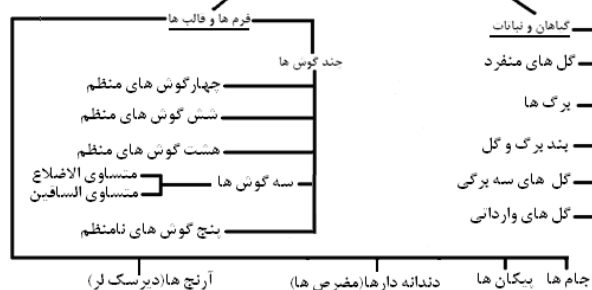 گیاهان و نباتات
گل های منفرد
برگ ها
بند برگ و گل
گل های سه برگی
گل های وارداتی
فرم ها و قالب ها
چند گوش ها
چهارگوش های منظم
شش گوش های منظم
هشت گوش های منظم
سه گوش ها
متساوی الاضلاع
متساوی الساقین
پنج گوش های نامنظم
جام ها
پیکان ها
دندانه دارها(مضرص ها)
آرنج ها(دیرسک لر)